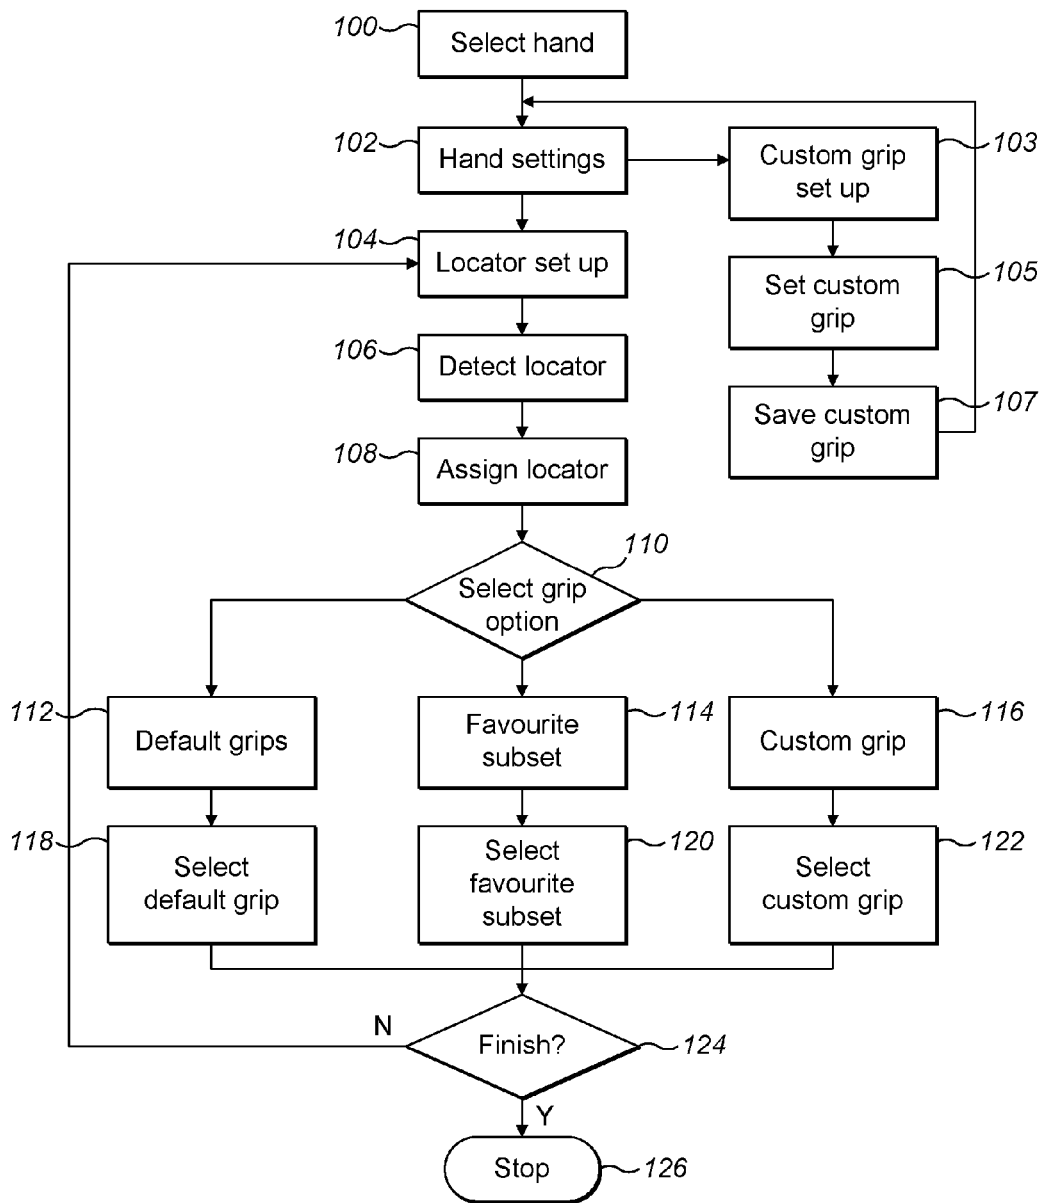 100
Select hand
102
Hand settings
Custom grip
set up
103
104
Locator set up
Set custom
grip
105
106
Detect locator
Save custom
grip
107
108
Assign locator
110
Select grip
option
112
Default grips
Favourite
subset
114
Custom grip
116
118
Select
default grip
Select
favourite
subset
120
Select
custom grip
122
N
Finish?
124
Y
Stop
126